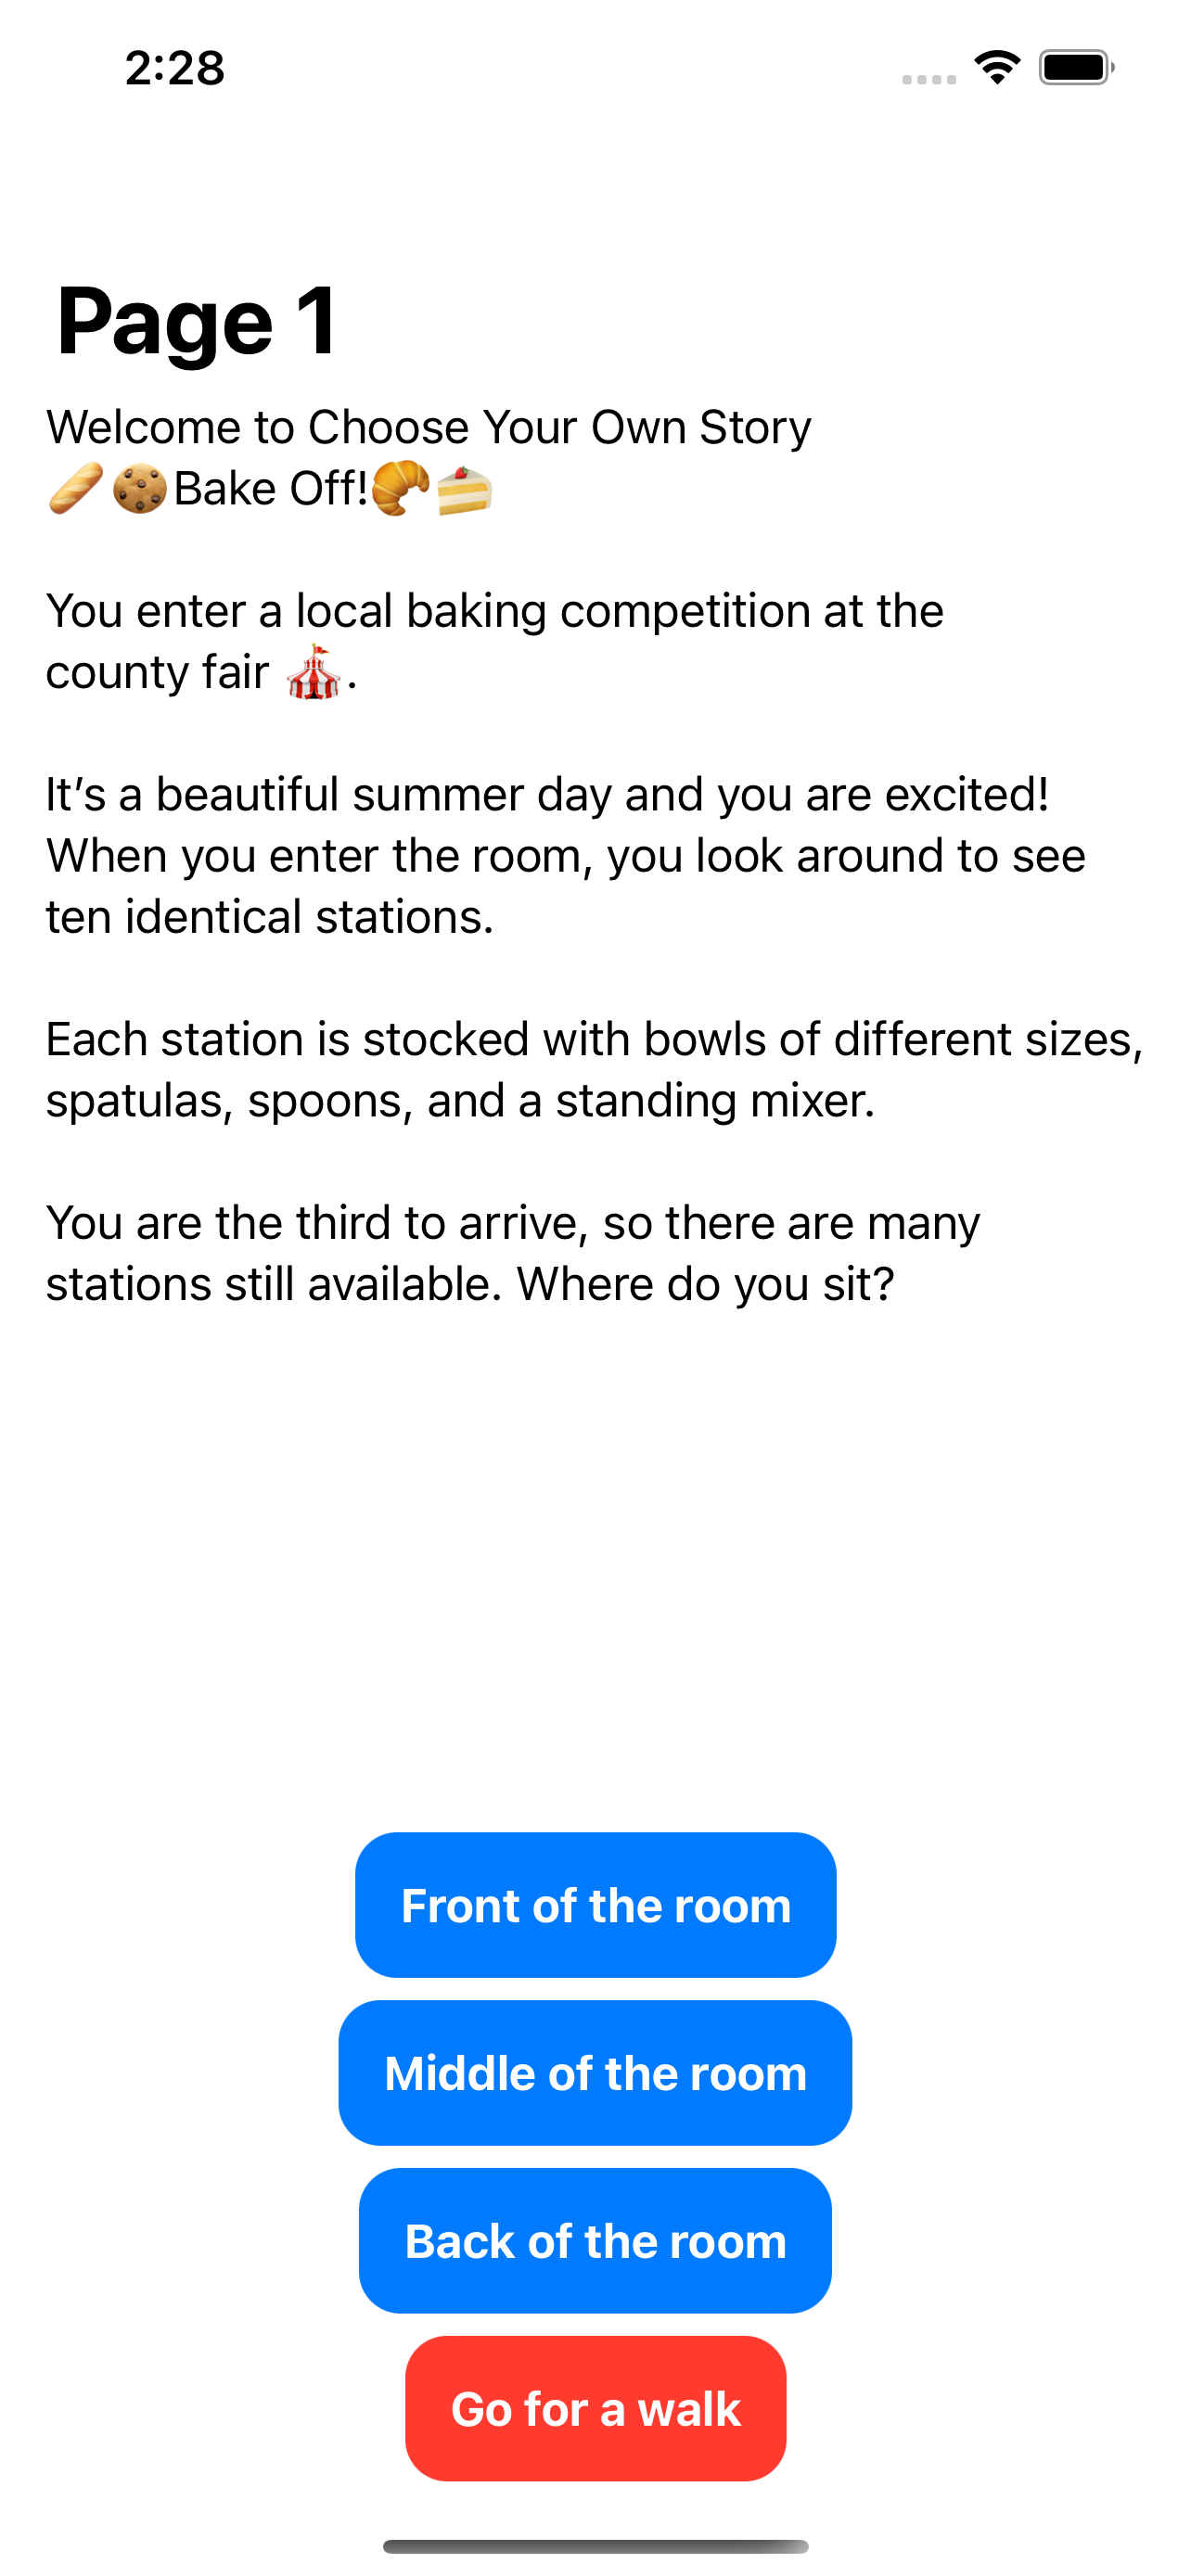 2:28
Page 1
Welcome to Choose Your Own Story
🥖🍪Bake Off!🥐🍰
You enter a local baking competition at the
county fair 🎪.
It’s a beautiful summer day and you are excited!
When you enter the room, you look around to see
ten identical stations.
Each station is stocked with bowls of different sizes,
spatulas, spoons, and a standing mixer.
You are the third to arrive, so there are many
stations still available. Where do you sit?
Front of the room
Middle of the room
Back of the room
Go for a walk